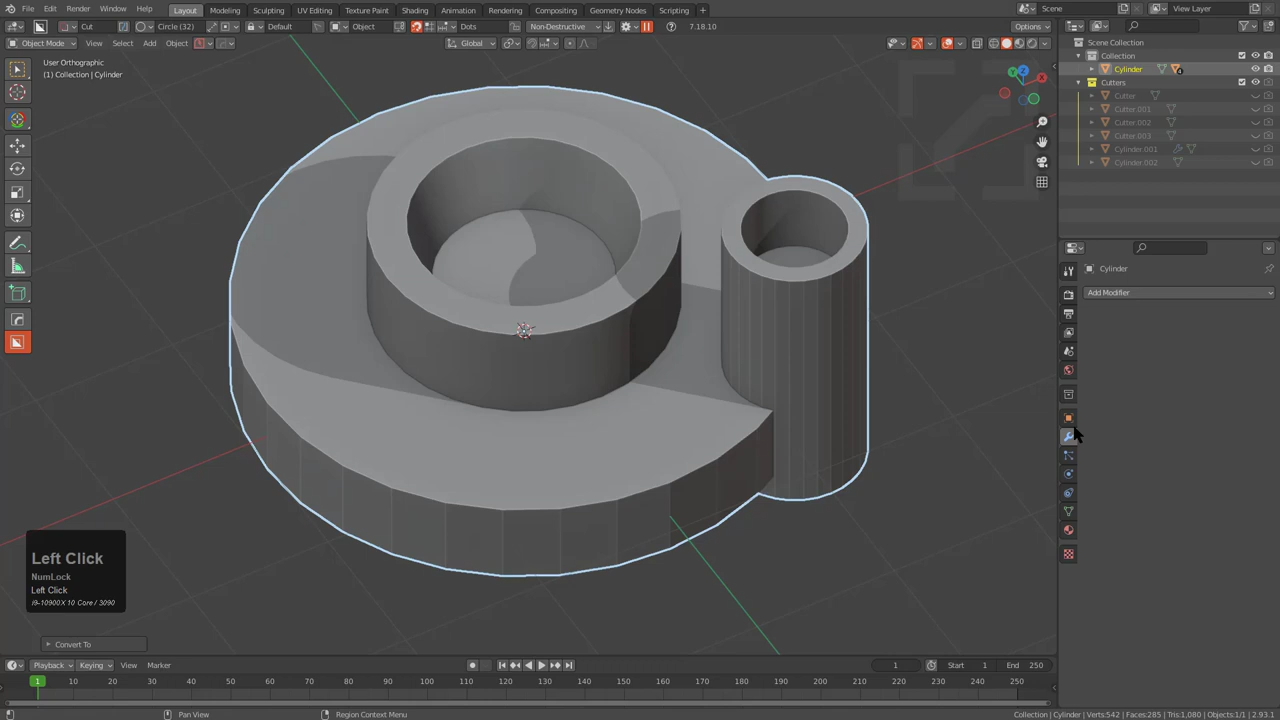 File Edit Render Window Help Layout Modeling Sculpting UV Editing Texture Paint Shading Animation Rendering Compositing Geometry Nodes Scripting +
Scene View Layer
Cut Circle (32) Default Object Dots Non-Destructive 7.18.10 Options
Object Mode View Select Add Object Global
User Orthographic
(1) Collection | Cylinder
Z
Y
X
Scene Collection
Collection
Cylinder
Cutters
Cutter
Cutter.001
Cutter.002
Cutter.003
Cylinder.001
Cylinder.002
Cylinder
Add Modifier
Left Click
NumLock
Left Click
i9-10900X 10 Core / 3090
Convert To
Playback Keying View Marker 1 Start 1 End 250
1 10 20 30 40 50 60 70 80 90 100 110 120 130 140 150 160 170 180 190 200 210 220 230 240 250
Pan View Region Context Menu Collection | Cylinder | Verts:542 | Faces:285 | Tris:1,080 | Objects:1/1 | 2.93.1